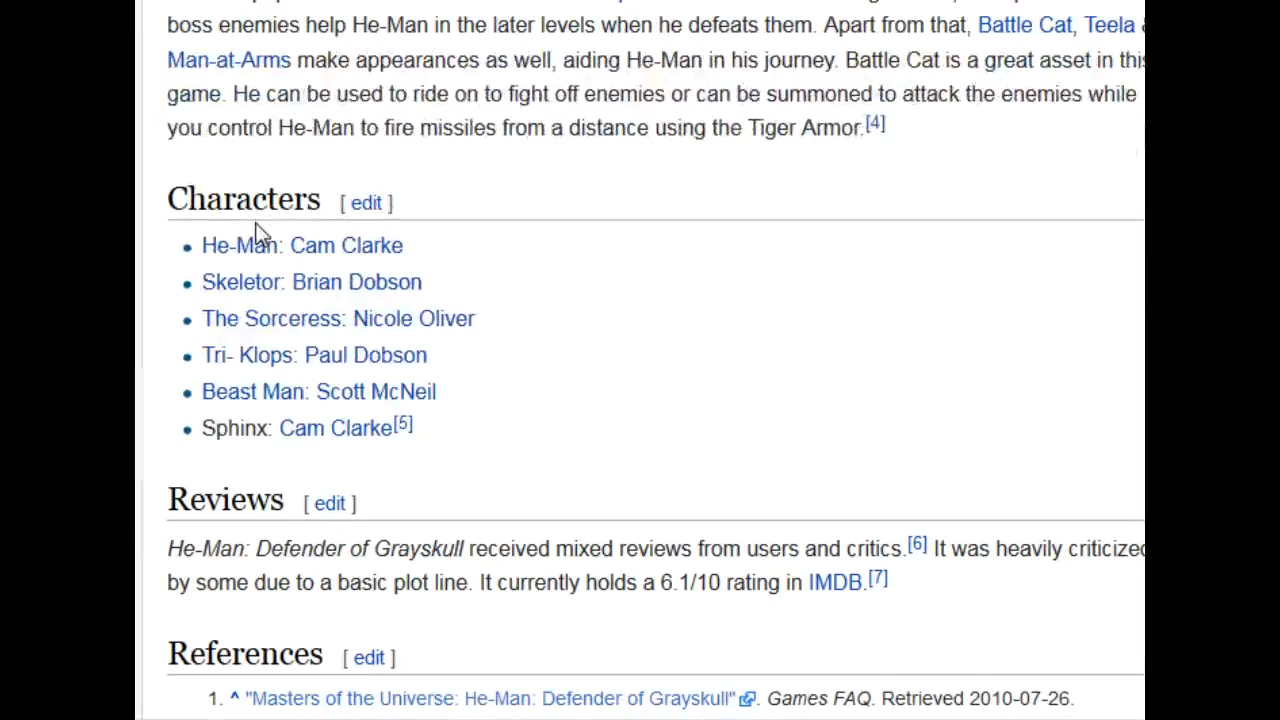 boss enemies help He-Man in the later levels when he defeats them. Apart from that, Battle Cat, Teela &
Man-at-Arms make appearances as well, aiding He-Man in his journey. Battle Cat is a great asset in this
game. He can be used to ride on to fight off enemies or can be summoned to attack the enemies while
you control He-Man to fire missiles from a distance using the Tiger Armor.[4]
Characters [ edit ]
He-Man: Cam Clarke
Skeletor: Brian Dobson
The Sorceress: Nicole Oliver
Tri- Klops: Paul Dobson
Beast Man: Scott McNeil
Sphinx: Cam Clarke[5]
Reviews [ edit ]
He-Man: Defender of Grayskull received mixed reviews from users and critics.[6] It was heavily criticized
by some due to a basic plot line. It currently holds a 6.1/10 rating in IMDB.[7]
References [ edit ]
1. ^ "Masters of the Universe: He-Man: Defender of Grayskull". Games FAQ. Retrieved 2010-07-26.